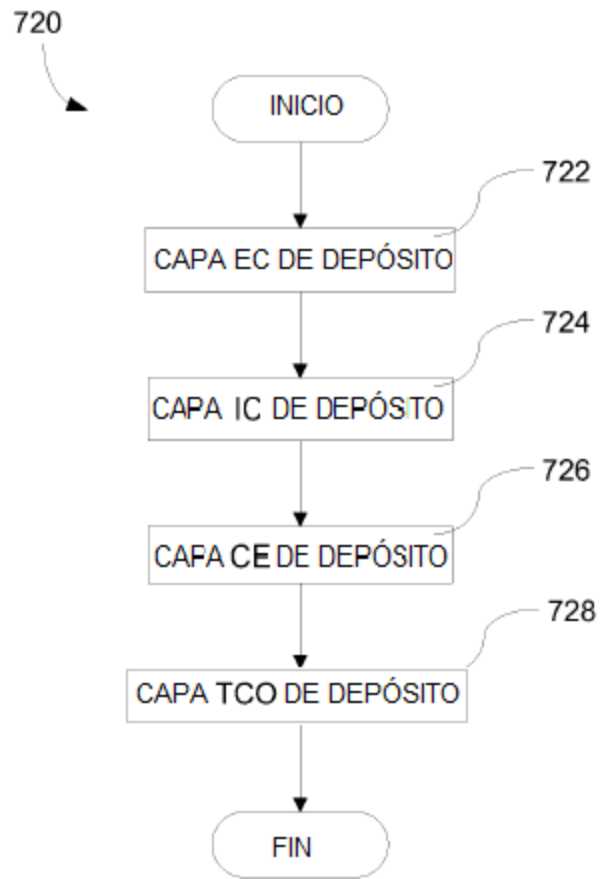 720
INICIO
722
CAPA EC DE DEPÓSITO
724
CAPA IC DE DEPÓSITO
726
CAPA CE DE DEPÓSITO
728
CAPA TCO DE DEPÓSITO
FIN